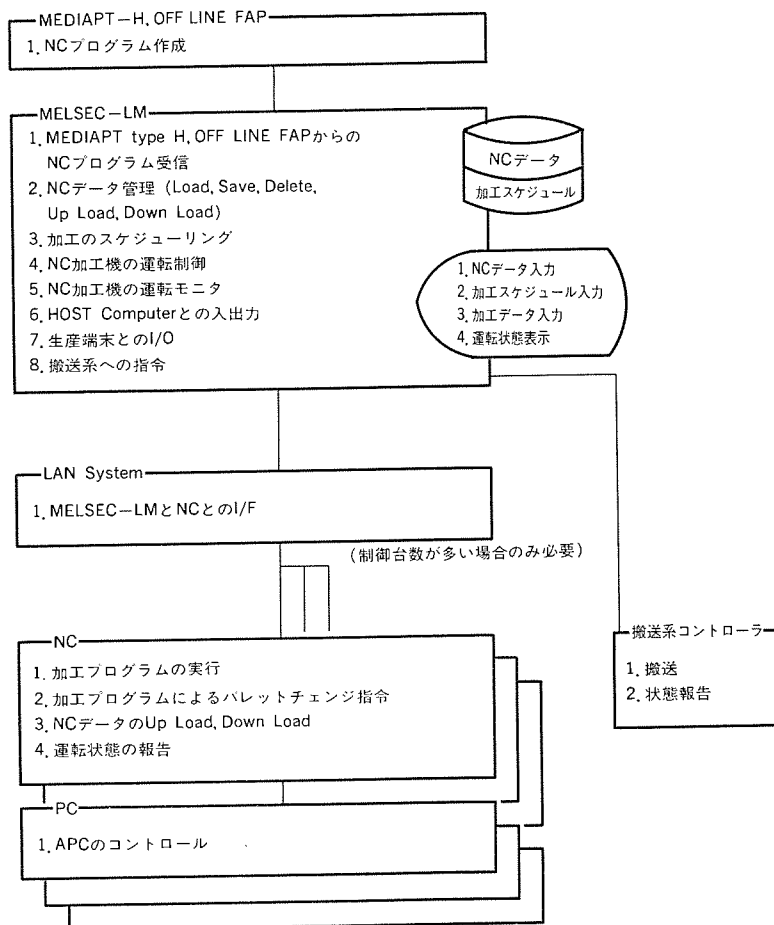 MEDIAPT-H, OFF LINE FAP
1. NCプログラム作成
MELSEC-LM
1. MEDIAPT type H, OFF LINE FAPからの
NCプログラム受信
2. NCデータ管理 (Load, Save, Delete,
Up Load, Down Load)
3. 加工のスケジューリング
4. NC加工機の運転制御
5. NC加工機の運転モニタ
6. HOST Computerとの入出力
7. 生産端末とのI/O
8. 搬送系への指令
NCデータ
加工スケジュール
1. NCデータ入力
2. 加工スケジュール入力
3. 加工データ入力
4. 運転状態表示
LAN System
1. MELSEC-LMとNCとのI/F
(制御台数が多い場合のみ必要)
NC
1. 加工プログラムの実行
2. 加工プログラムによるパレットチェンジ指令
3. NCデータのUp Load, Down Load
4. 運転状態の報告
搬送系コントローラ
1. 搬送
2. 状態報告
PC
1. APCのコントロール